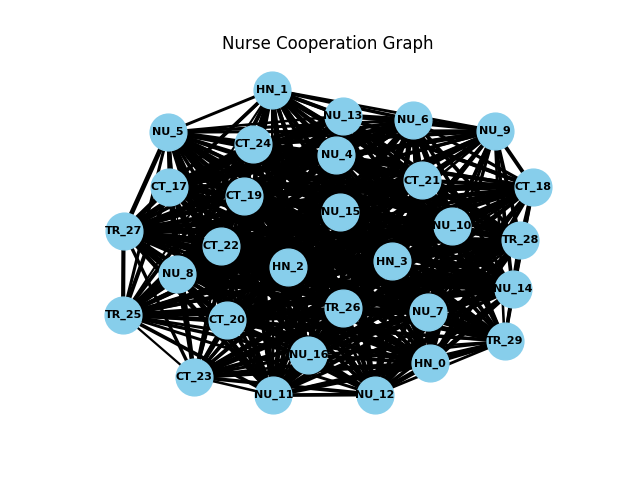 Nurse Cooperation Graph
HN_1
NU_13
NU_6
NU_5
NU_9
CT_24
NU_4
CT_21
CT_17
CT_18
CT_19
NU_15
NU_10
TR_27
TR_28
CT_22
HN_3
HN_2
NU_8
NU_14
TR_26
NU_7
TR_25
CT_20
TR_29
NU_16
HN_0
CT_23
NU_11
NU_12